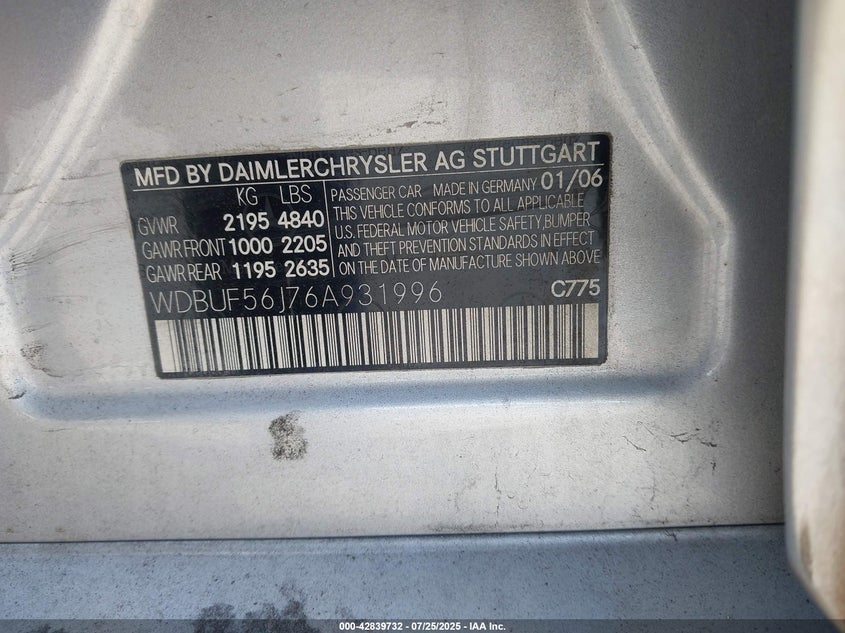 MFD BY DAIMLERCHRYSLER AG STUTTGART
KG LBS
GVWR 2195 4840
GAWR FRONT 1000 2205
GAWR REAR 1195 2635
PASSENGER CAR MADE IN GERMANY 01/06
THIS VEHICLE CONFORMS TO ALL APPLICABLE
U.S. FEDERAL MOTOR VEHICLE SAFETY, BUMPER
AND THEFT PREVENTION STANDARDS IN EFFECT
ON THE DATE OF MANUFACTURE SHOWN ABOVE
WDBUF56J76A931996 C775
000-42839732 — 07/25/2025 — IAA Inc.